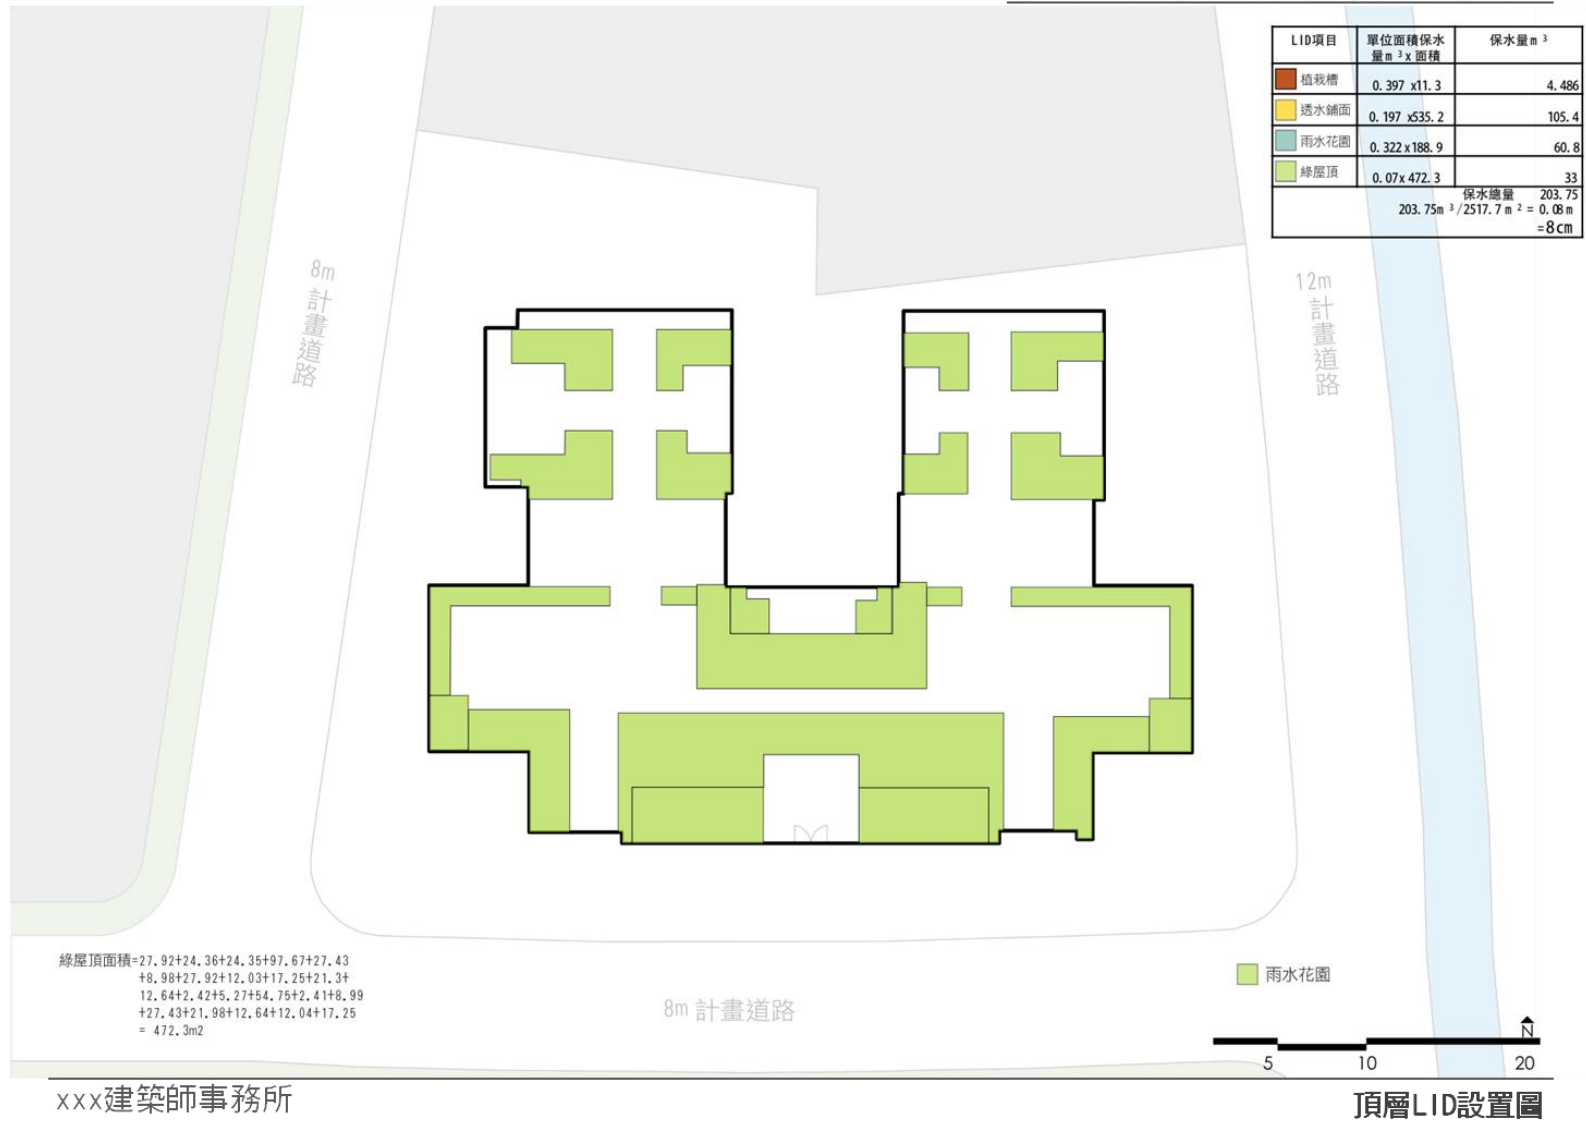 LID項目 單位面積保水量m³x面積 保水量m³
植栽槽 0.397 x11.3 4.486
透水鋪面 0.197 x535.2 105.4
雨水花園 0.322x188.9 60.8
綠屋頂 0.07x 472.3 33
保水總量 203.75
203.75m³/2517.7m² = 0.08m
=8cm
8m 計畫道路
12m 計畫道路
綠屋頂面積=27.92+24.36+24.35+97.67+27.43
+8.98+27.92+12.03+17.25+21.3+
12.64+2.42+5.27+54.75+2.41+8.99
+27.43+21.98+12.64+12.04+17.25
= 472.3m2
8m 計畫道路
雨水花園
N
5 10 20
xxx建築師事務所
頂層LID設置圖